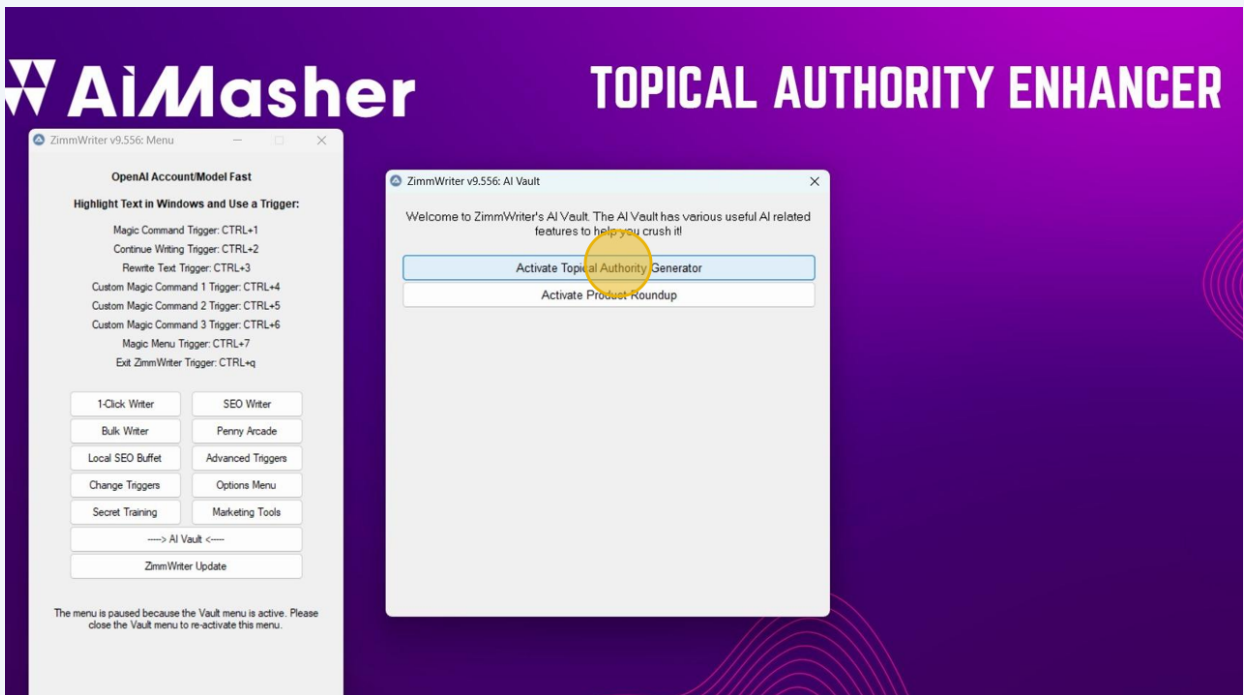 AiMasher
TOPICAL AUTHORITY ENHANCER
ZimmWriter v9.556: Menu
OpenAI Account/Model Fast
Highlight Text in Windows and Use a Trigger:
Magic Command Trigger: CTRL+1
Continue Writing Trigger: CTRL+2
Rewrite Text Trigger: CTRL+3
Custom Magic Command 1 Trigger: CTRL+4
Custom Magic Command 2 Trigger: CTRL+5
Custom Magic Command 3 Trigger: CTRL+6
Magic Menu Trigger: CTRL+7
Exit ZimmWriter Trigger: CTRL+q
1-Click Writer
SEO Writer
Bulk Writer
Penny Arcade
Local SEO Buffet
Advanced Triggers
Change Triggers
Options Menu
Secret Training
Marketing Tools
----> AI Vault <----
ZimmWriter Update
The menu is paused because the Vault menu is active. Please
close the Vault menu to re-activate this menu.
ZimmWriter v9.556: AI Vault
Welcome to ZimmWriter's AI Vault. The AI Vault has various useful AI related
features to help you crush it!
Activate Topical Authority Generator
Activate Product Roundup